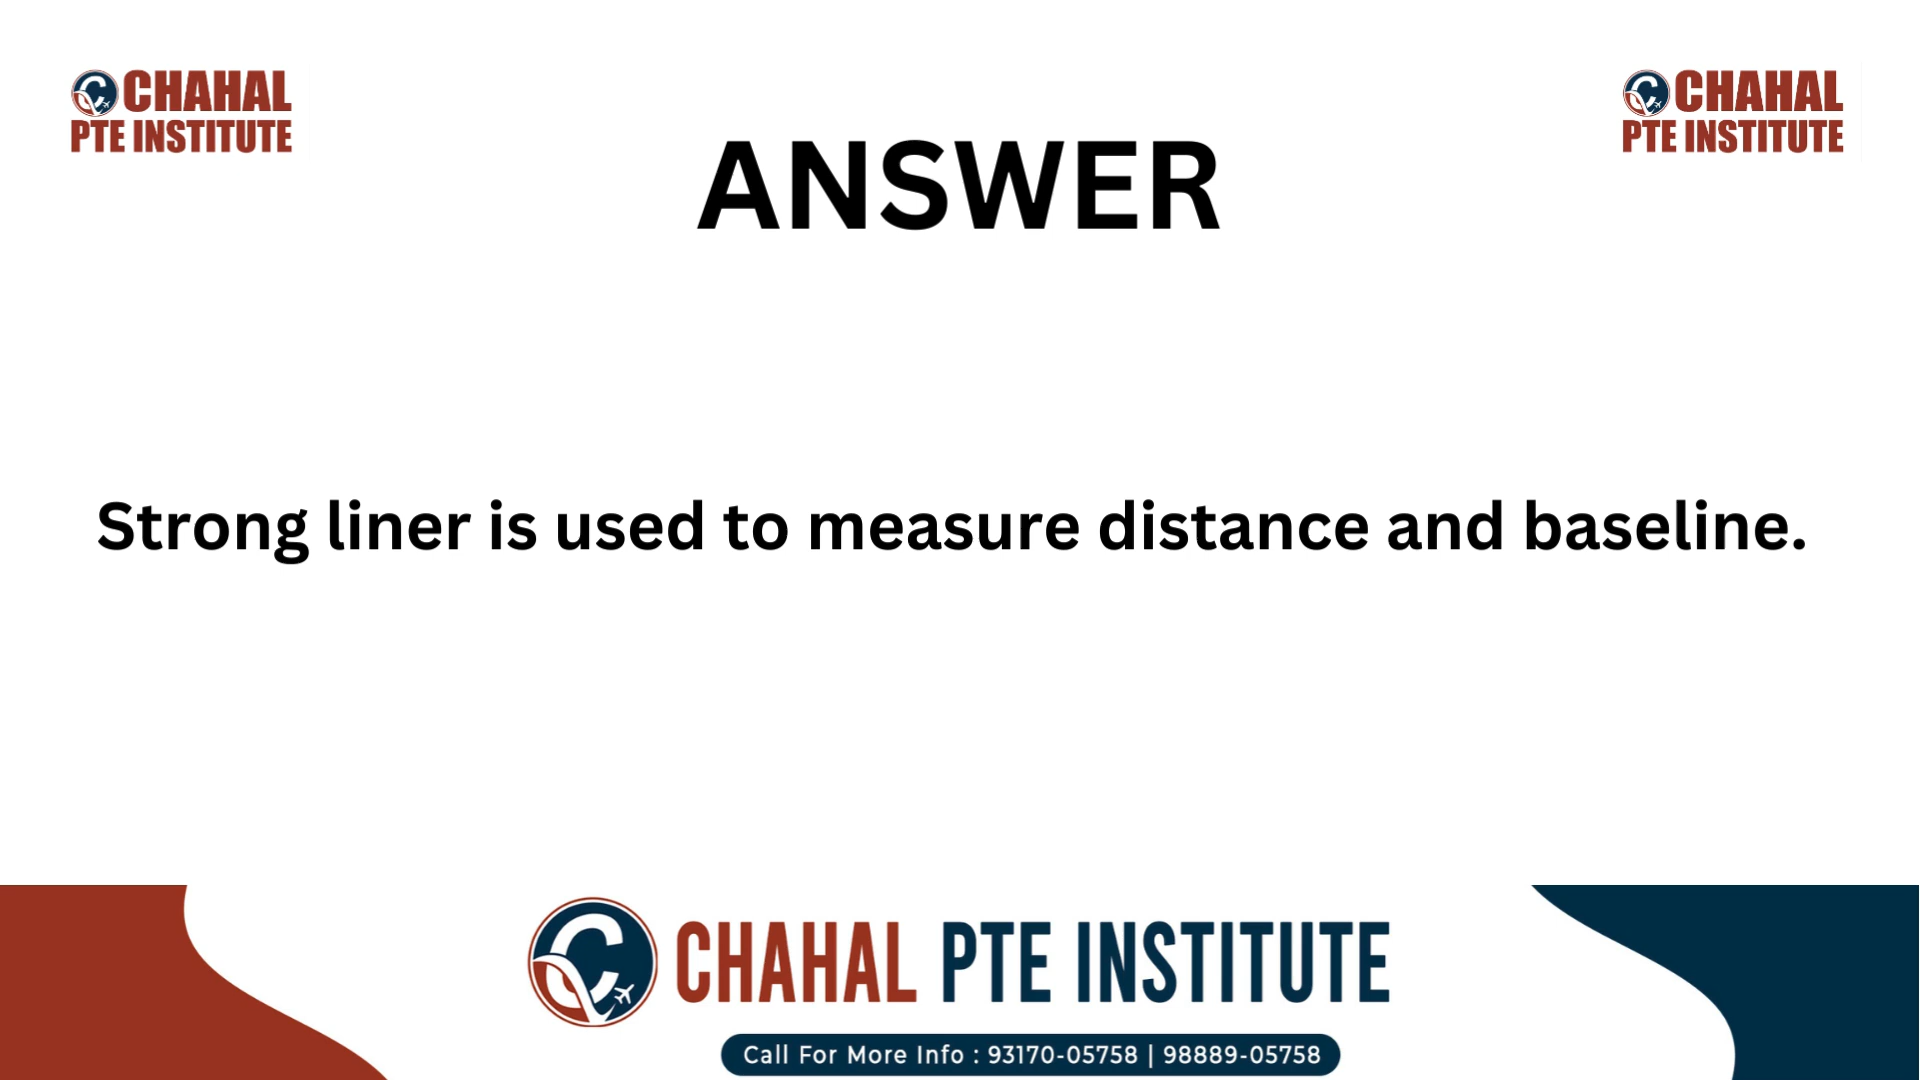 CHAHAL
PTE INSTITUTE
CHAHAL
PTE INSTITUTE
ANSWER
Strong liner is used to measure distance and baseline.
CHAHAL PTE INSTITUTE
Call For More Info : 93170-05758 | 98889-05758